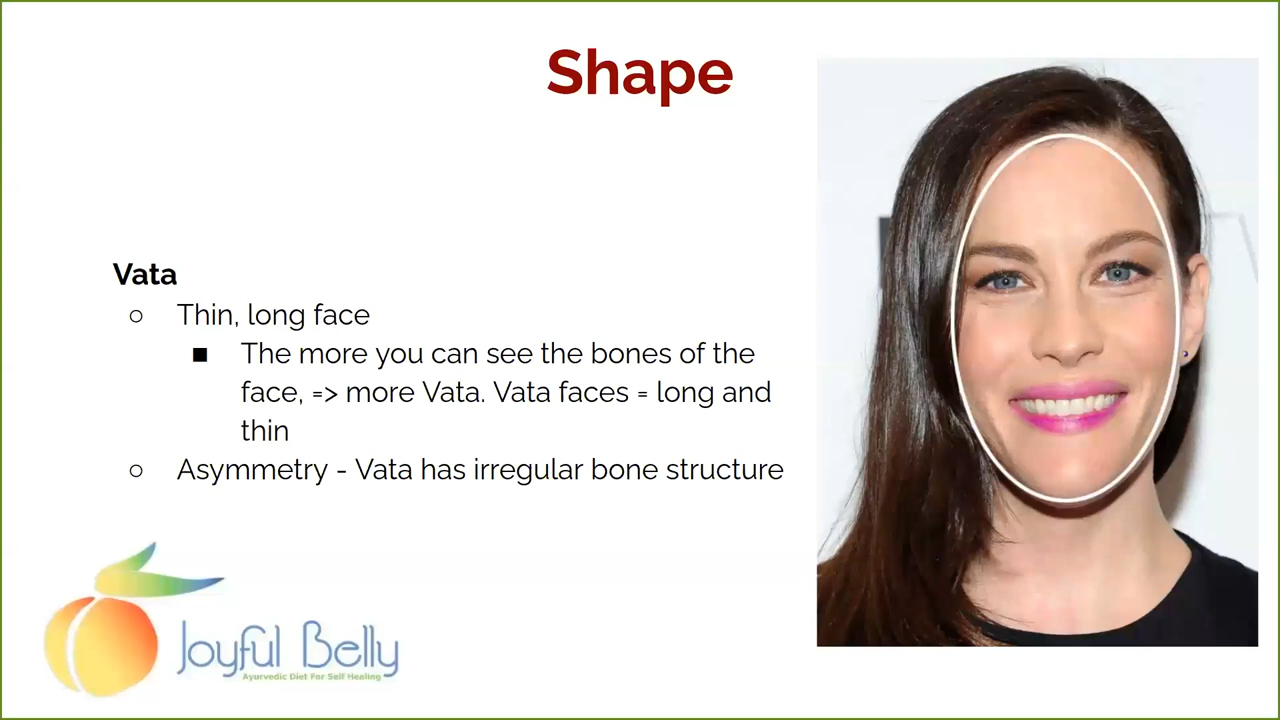 Shape
Vata
○ Thin, long face
■ The more you can see the bones of the
face, => more Vata. Vata faces = long and
thin
○ Asymmetry - Vata has irregular bone structure
Joyful Belly
Ayurvedic Diet For Self Healing